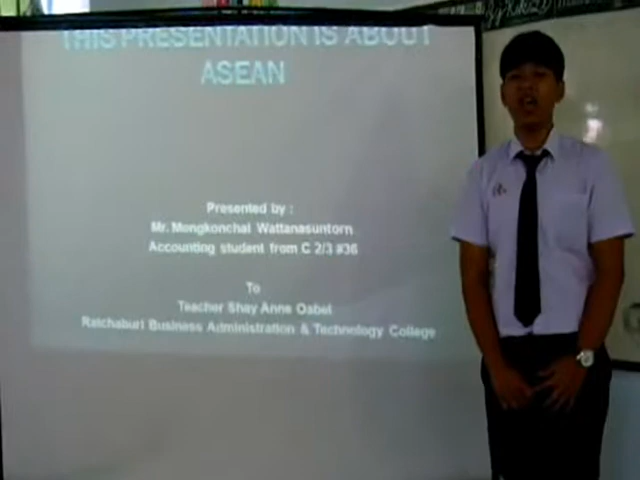 THIS PRESENTATION IS ABOUT
ASEAN
Presented by :
Mr. Mongkonchai Wattanasuntorn
Accounting student from C 2/3 #36
To
Teacher Shay Anne Oabel
Ratchaburi Business Administration & Technology College